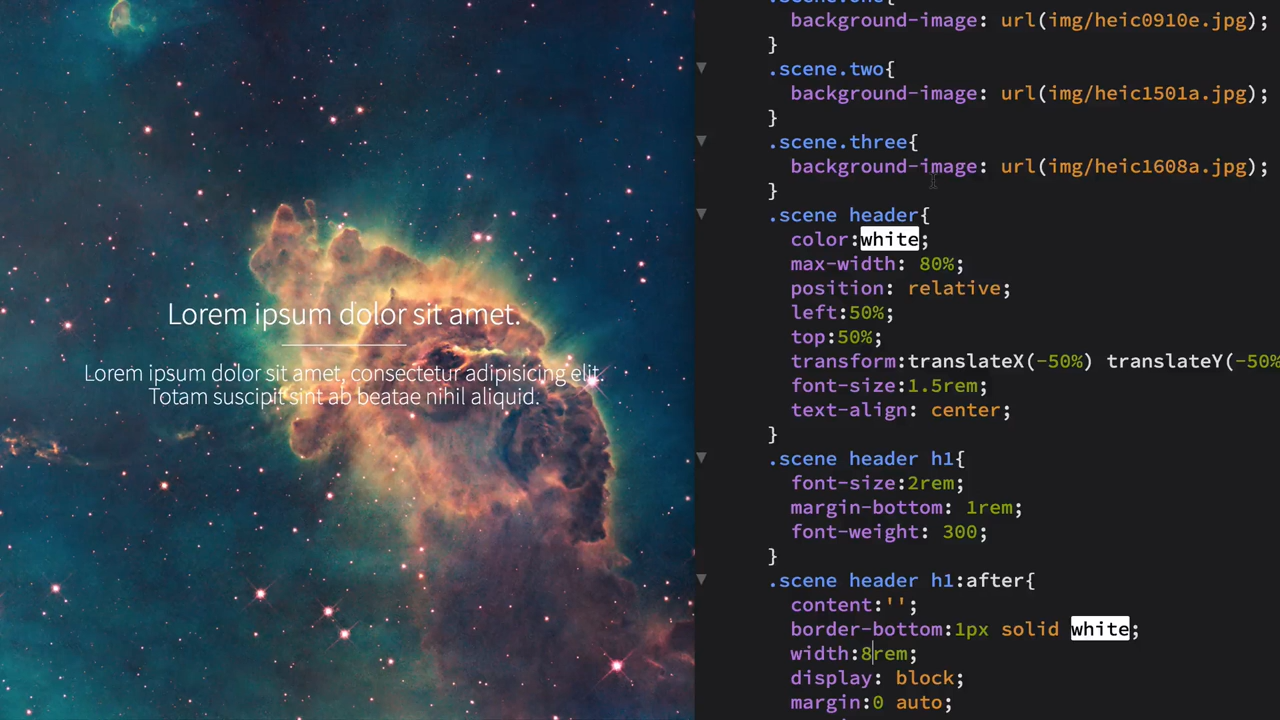 Lorem ipsum dolor sit amet.
Lorem ipsum dolor sit amet, consectetur adipisicing elit.
Totam suscipit sint ab beatae nihil aliquid.
.scene.one{
background-image: url(img/heic0910e.jpg);
}
.scene.two{
background-image: url(img/heic1501a.jpg);
}
.scene.three{
background-image: url(img/heic1608a.jpg);
}
.scene header{
color:white;
max-width: 80%;
position: relative;
left:50%;
top:50%;
transform:translateX(-50%) translateY(-50%
font-size:1.5rem;
text-align: center;
}
.scene header h1{
font-size:2rem;
margin-bottom: 1rem;
font-weight: 300;
}
.scene header h1:after{
content:'';
border-bottom:1px solid white;
width:8rem;
display: block;
margin:0 auto;